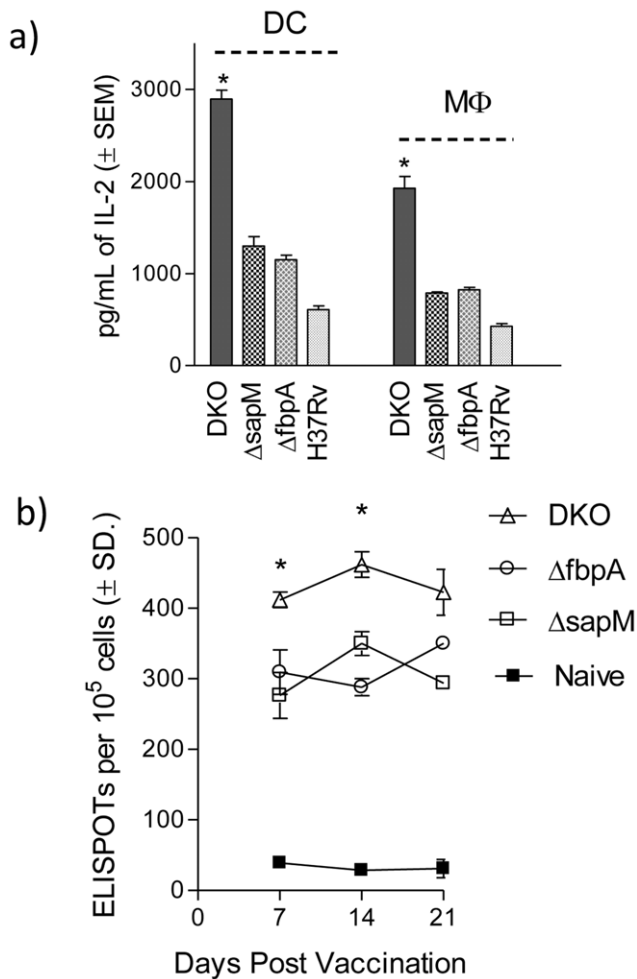 a)
DC
MΦ
pg/mL of IL-2 (± SEM)
3000
2000
1000
0
*
*
DKO
ΔsapM
ΔfbpA
H37Rv
DKO
ΔsapM
ΔfbpA
H37Rv
b)
ELISPOTs per 10⁵ cells (± SD.)
500
400
300
200
100
0
*
*
DKO
ΔfbpA
ΔsapM
Naive
0 7 14 21
Days Post Vaccination